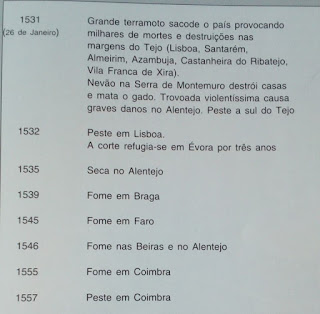 1531 Grande terramoto sacode o país provocando
(26 de Janeiro) milhares de mortes e destruições nas
margens do Tejo (Lisboa, Santarém,
Almeirim, Azambuja, Castanheira do Ribatejo,
Vila Franca de Xira).
Nevão na Serra de Montemuro destrói casas
e mata o gado. Trovoada violentíssima causa
graves danos no Alentejo. Peste a sul do Tejo
1532 Peste em Lisboa.
A corte refugia-se em Évora por três anos
1535 Seca no Alentejo
1539 Fome em Braga
1545 Fome em Faro
1546 Fome nas Beiras e no Alentejo
1555 Fome em Coimbra
1557 Peste em Coimbra